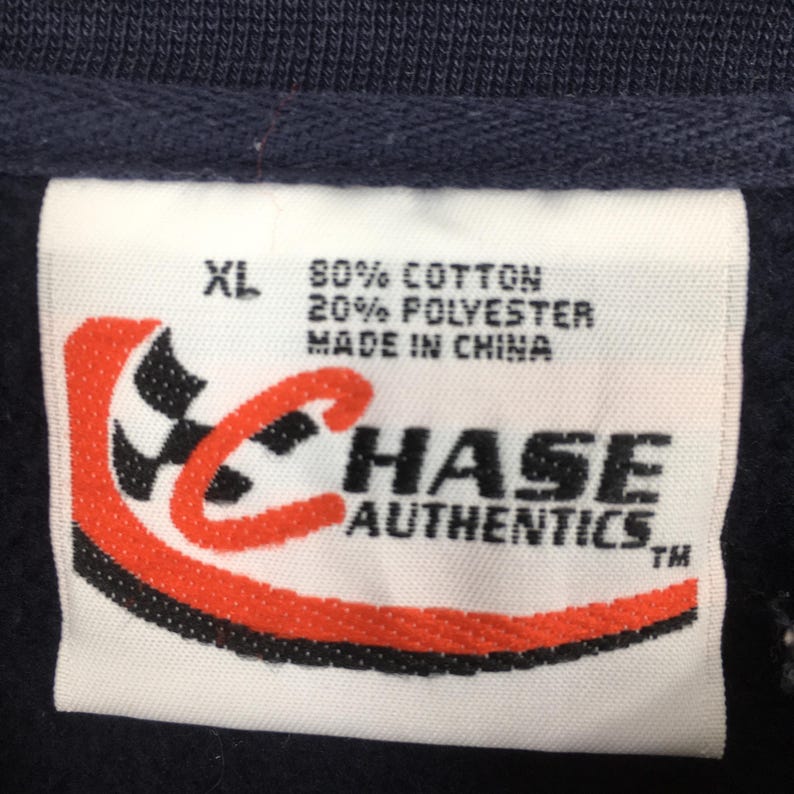 XL 80% COTTON
20% POLYESTER
MADE IN CHINA
CHASE
AUTHENTICS TM